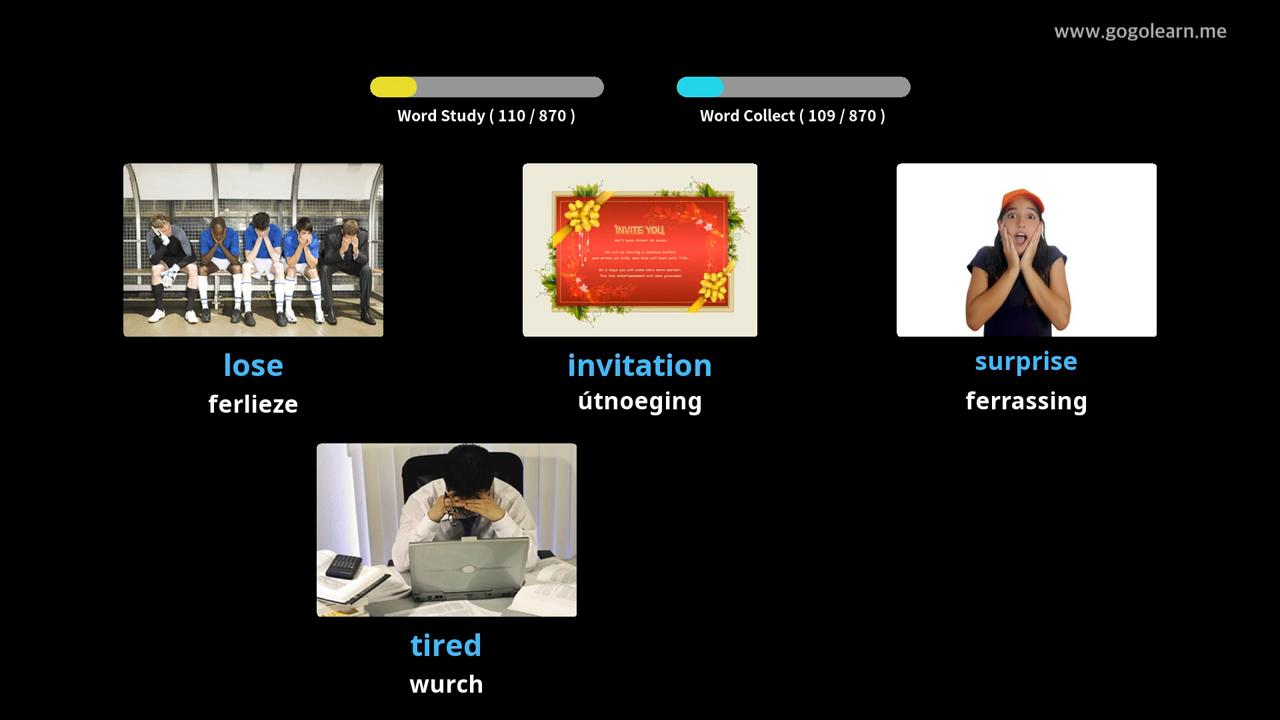 www.gogolearn.me
Word Study ( 110 / 870 )
Word Collect ( 109 / 870 )
INVITE YOU
lose
ferlieze
invitation
útnoeging
surprise
ferrassing
tired
wurch